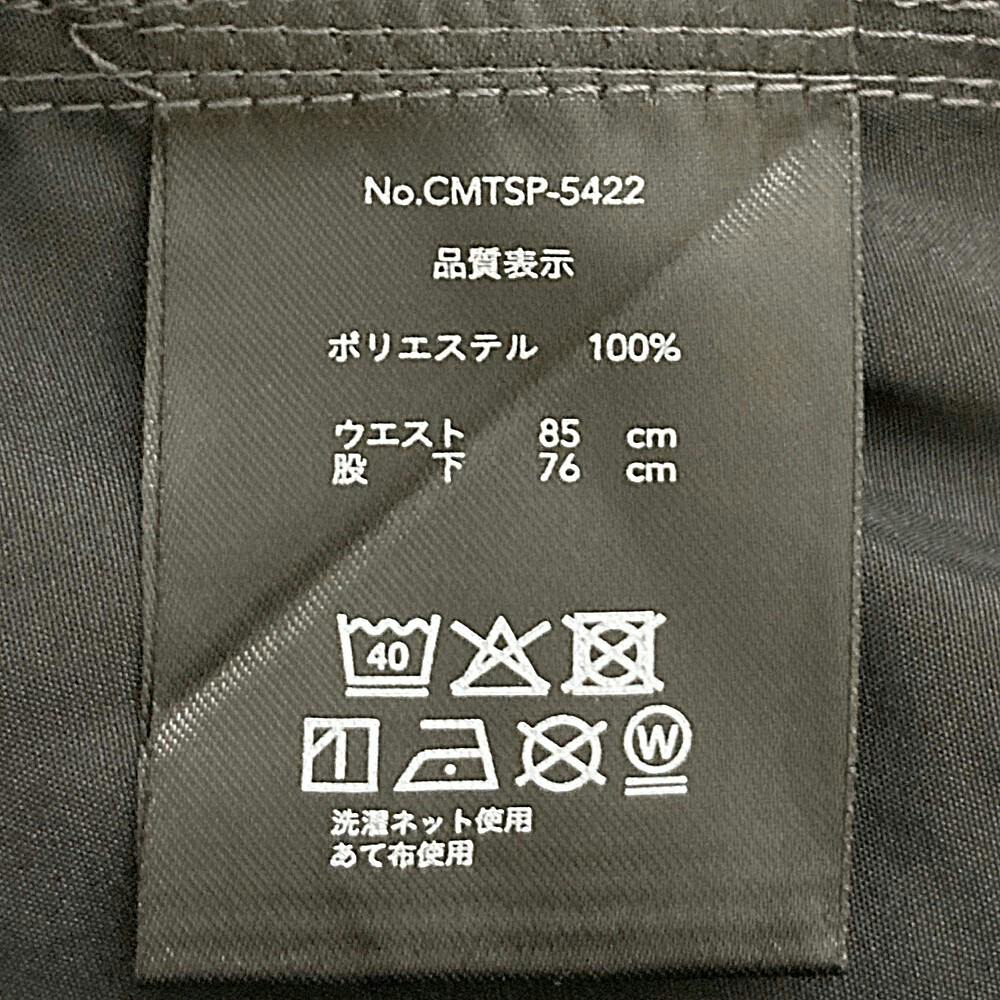 No.CMTSP-5422
品質表示
ポリエステル 100%
ウエスト 85 cm
股下 76 cm
40
W
洗濯ネット使用
あて布使用